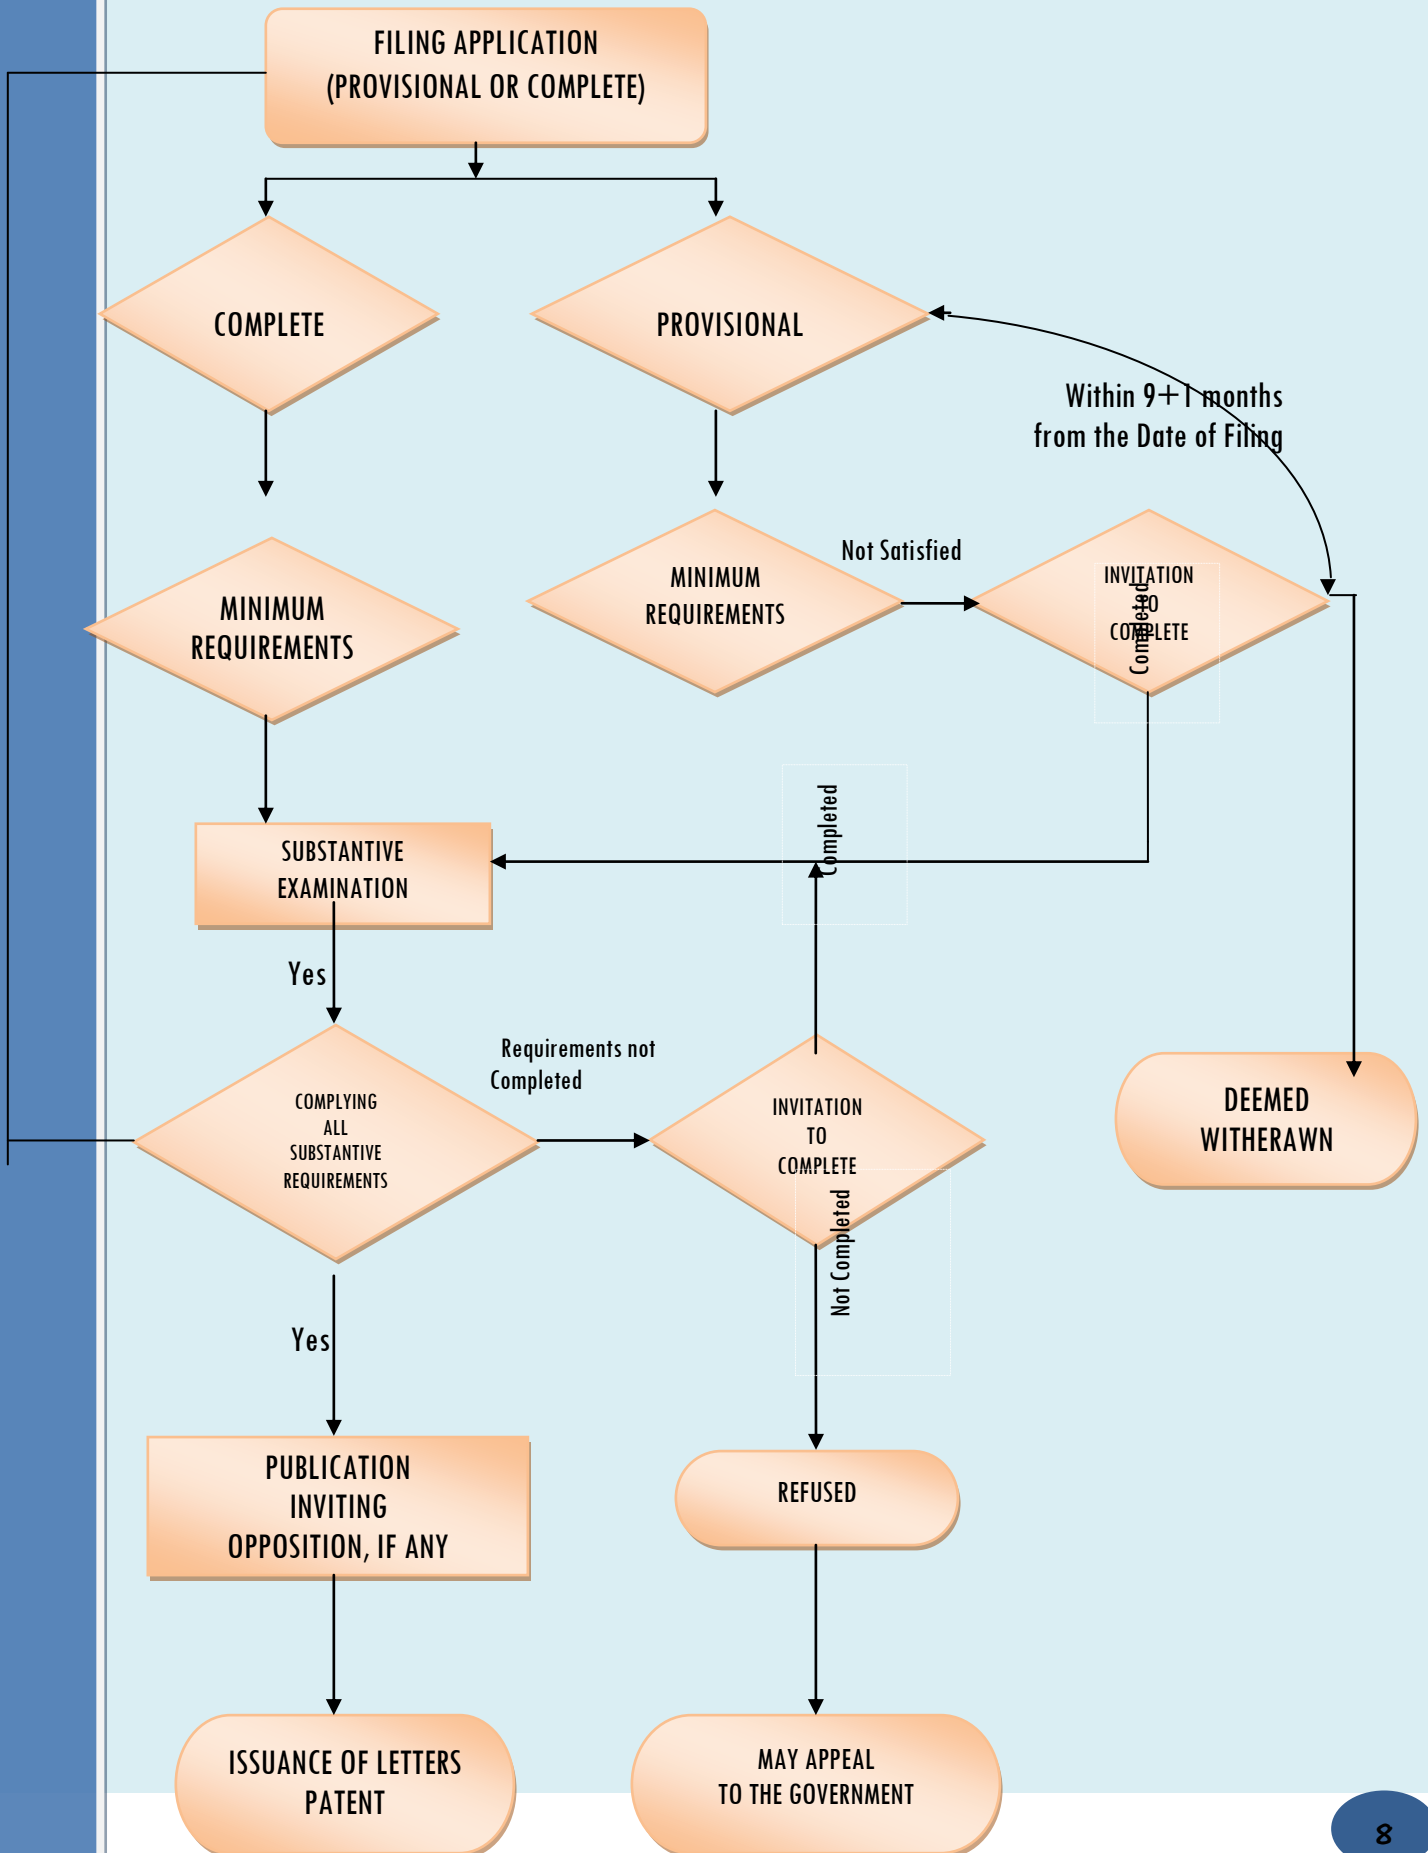 FILING APPLICATION
(PROVISIONAL OR COMPLETE)
COMPLETE
PROVISIONAL
Within 9+1 months
from the Date of Filing
MINIMUM
REQUIREMENTS
MINIMUM
REQUIREMENTS
Not Satisfied
INVITATION
TO
COMPLETE
Completed
SUBSTANTIVE
EXAMINATION
Completed
Yes
COMPLYING
ALL
SUBSTANTIVE
REQUIREMENTS
Requirements not
Completed
INVITATION
TO
COMPLETE
Not Completed
DEEMED
WITHERAWN
Yes
PUBLICATION
INVITING
OPPOSITION, IF ANY
REFUSED
ISSUANCE OF LETTERS
PATENT
MAY APPEAL
TO THE GOVERNMENT
8